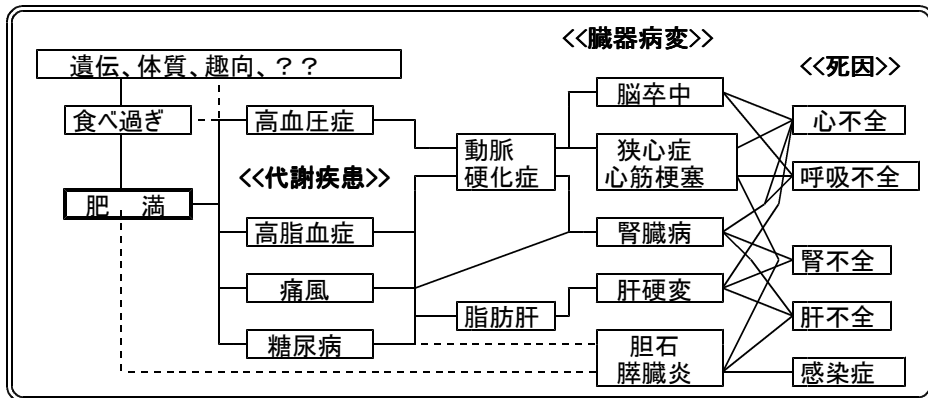 <<臓器病変>>
<<死因>>
遺伝、体質、趣向、??
食べ過ぎ
高血圧症
脳卒中
心不全
動脈
硬化症
狭心症
心筋梗塞
<<代謝疾患>>
呼吸不全
肥 満
高脂血症
腎臓病
腎不全
痛風
肝硬変
脂肪肝
肝不全
糖尿病
胆石
膵臓炎
感染症